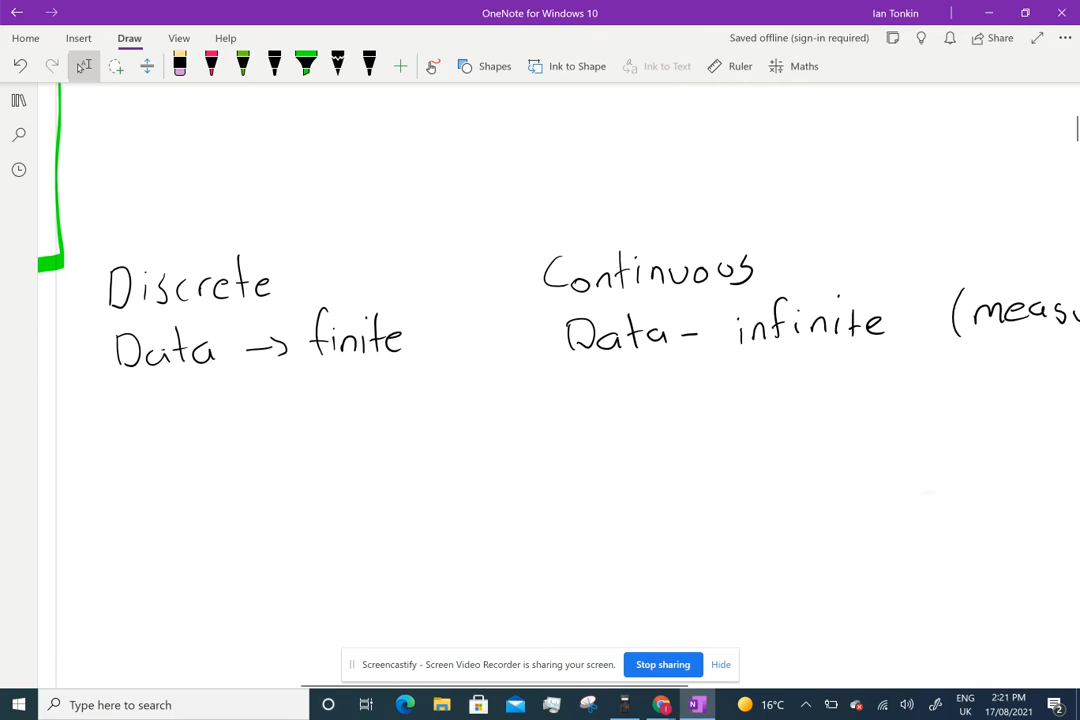 OneNote for Windows 10
Ian Tonkin
Home Insert Draw View Help
Saved offline (sign-in required)
Share
Shapes
Ink to Shape
Ink to Text
Ruler
Maths
Discrete
Data → finite
Continuous
Data - infinite (measu
Screencastify - Screen Video Recorder is sharing your screen.
Stop sharing
Hide
Type here to search
16°C
ENG
UK
2:21 PM
17/08/2021
2